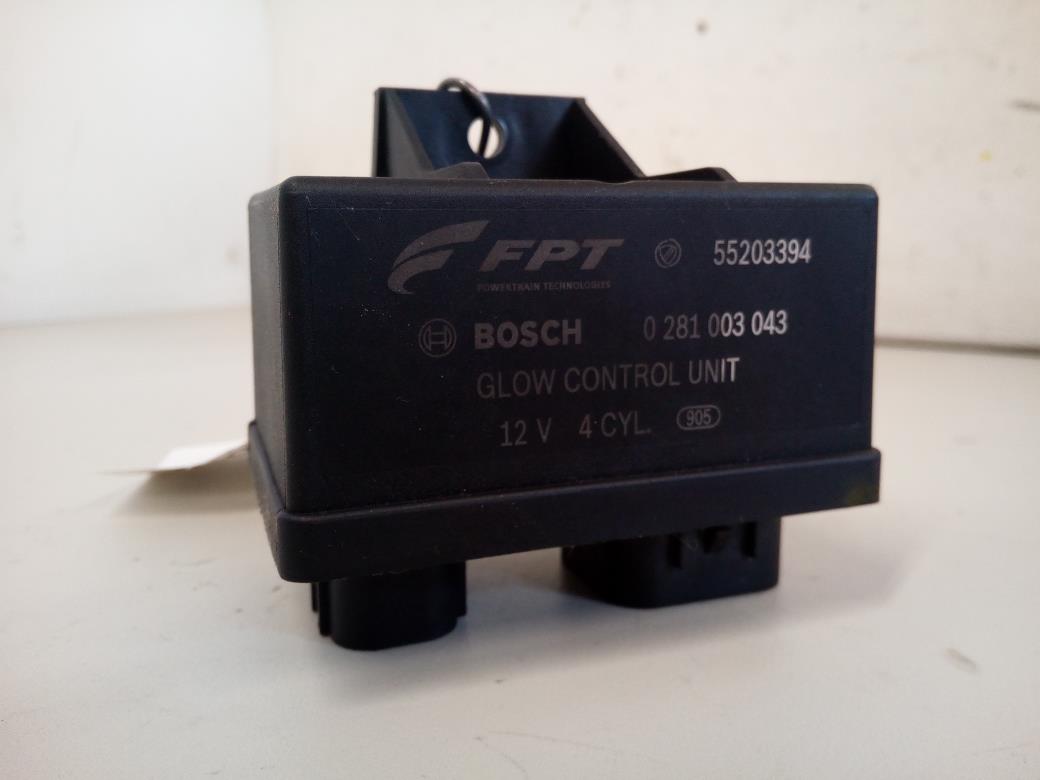 FPT 55203394
POWERTRAIN TECHNOLOGIES
BOSCH 0 281 003 043
GLOW CONTROL UNIT
12 V 4 CYL. 905